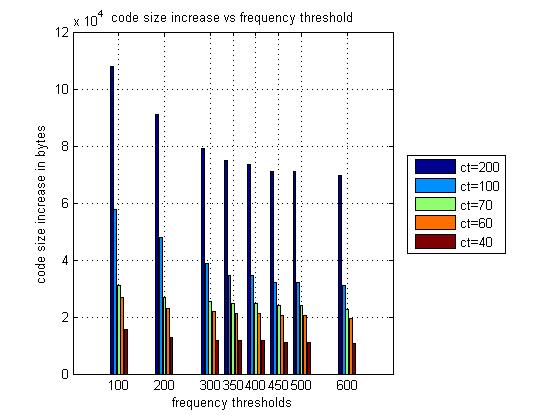 x 10^4 code size increase vs frequency threshold
12
10
8
6
4
2
0
code size increase in bytes
100 200 300 350 400 450 500 600
frequency thresholds
ct=200
ct=100
ct=70
ct=60
ct=40